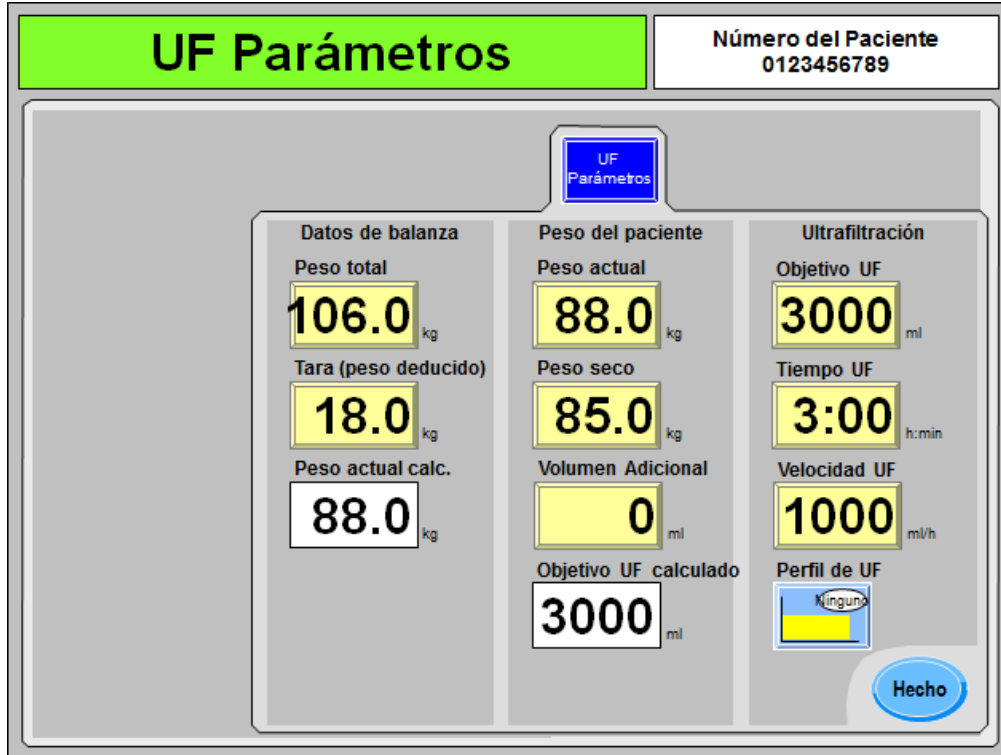 UF Parámetros
Número del Paciente
0123456789
UF
Parámetros
Datos de balanza
Peso total
106.0 kg
Tara (peso deducido)
18.0 kg
Peso actual calc.
88.0 kg
Peso del paciente
Peso actual
88.0 kg
Peso seco
85.0 kg
Volumen Adicional
0 ml
Objetivo UF calculado
3000 ml
Ultrafiltración
Objetivo UF
3000 ml
Tiempo UF
3:00 h:min
Velocidad UF
1000 ml/h
Perfil de UF
Ninguno
Hecho